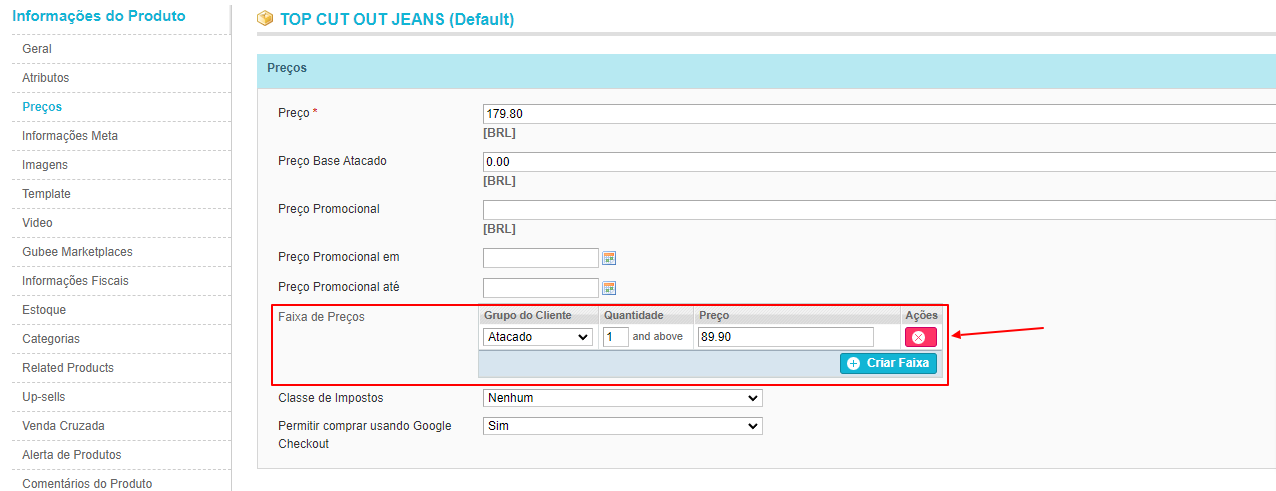 Informações do Produto
Geral
Atributos
Preços
Informações Meta
Imagens
Template
Video
Gubee Marketplaces
Informações Fiscais
Estoque
Categorias
Related Products
Up-sells
Venda Cruzada
Alerta de Produtos
Comentários do Produto
TOP CUT OUT JEANS (Default)
Preços
Preço * 179.80
[BRL]
Preço Base Atacado 0.00
[BRL]
Preço Promocional
[BRL]
Preço Promocional em
Preço Promocional até
Faixa de Preços Grupo do Cliente Quantidade Preço Ações
Atacado 1 and above 89.90
Criar Faixa
Classe de Impostos Nenhum
Permitir comprar usando Google Sim
Checkout